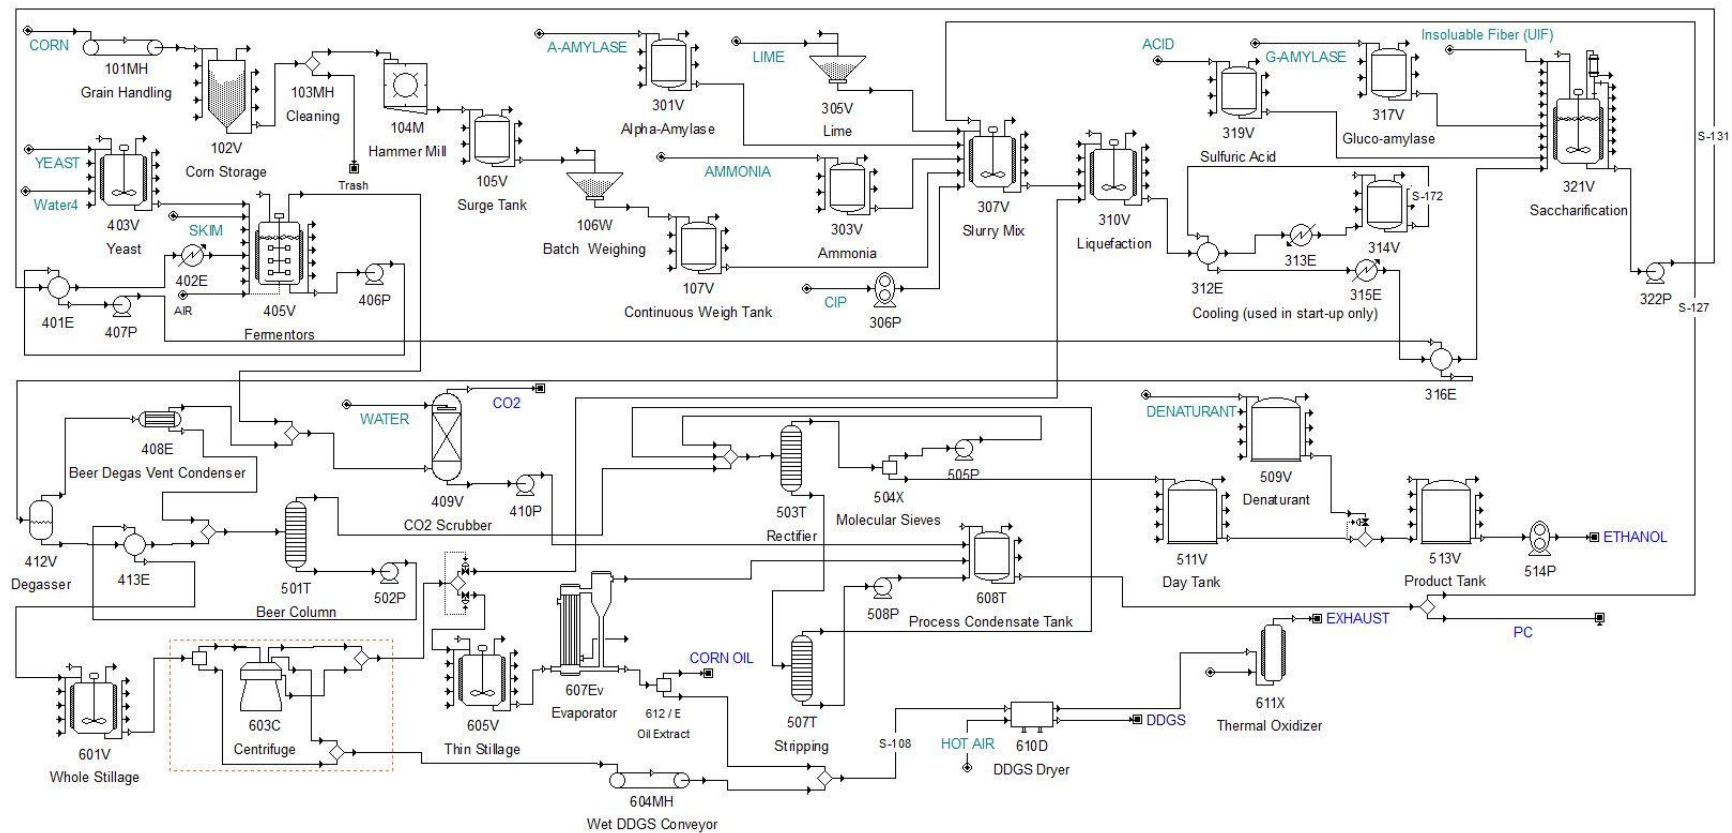 CORN
101MH
Grain Handling
102V
Corn Storage
103MH
Cleaning
Trash
104M
Hammer Mill
105V
Surge Tank
106W
Batch Weighing
107V
Continuous Weigh Tank
A-AMYLASE
301V
Alpha-Amylase
LIME
305V
Lime
AMMONIA
303V
Ammonia
CIP
306P
307V
Slurry Mix
310V
Liquefaction
ACID
319V
Sulfuric Acid
G-AMYLASE
317V
Gluco-amylase
Insoluable Fiber (UIF)
321V
Saccharification
S-131
322P
S-127
312E
313E
314V
S-172
315E
Cooling (used in start-up only)
316E
YEAST
Water4
403V
Yeast
SKIM
402E
AIR
405V
Fermentors
406P
401E
407P
408E
Beer Degas Vent Condenser
WATER
409V
CO2 Scrubber
CO2
410P
412V
Degasser
413E
501T
Beer Column
502P
503T
Rectifier
504X
Molecular Sieves
505P
DENATURANT
509V
Denaturant
511V
Day Tank
513V
Product Tank
514P
ETHANOL
508P
608T
Process Condensate Tank
PC
601V
Whole Stillage
603C
Centrifuge
605V
Thin Stillage
607Ev
Evaporator
CORN OIL
612 / E
Oil Extract
507T
Stripping
604MH
Wet DDGS Conveyor
S-108
HOT AIR
610D
DDGS Dryer
DDGS
611X
Thermal Oxidizer
EXHAUST